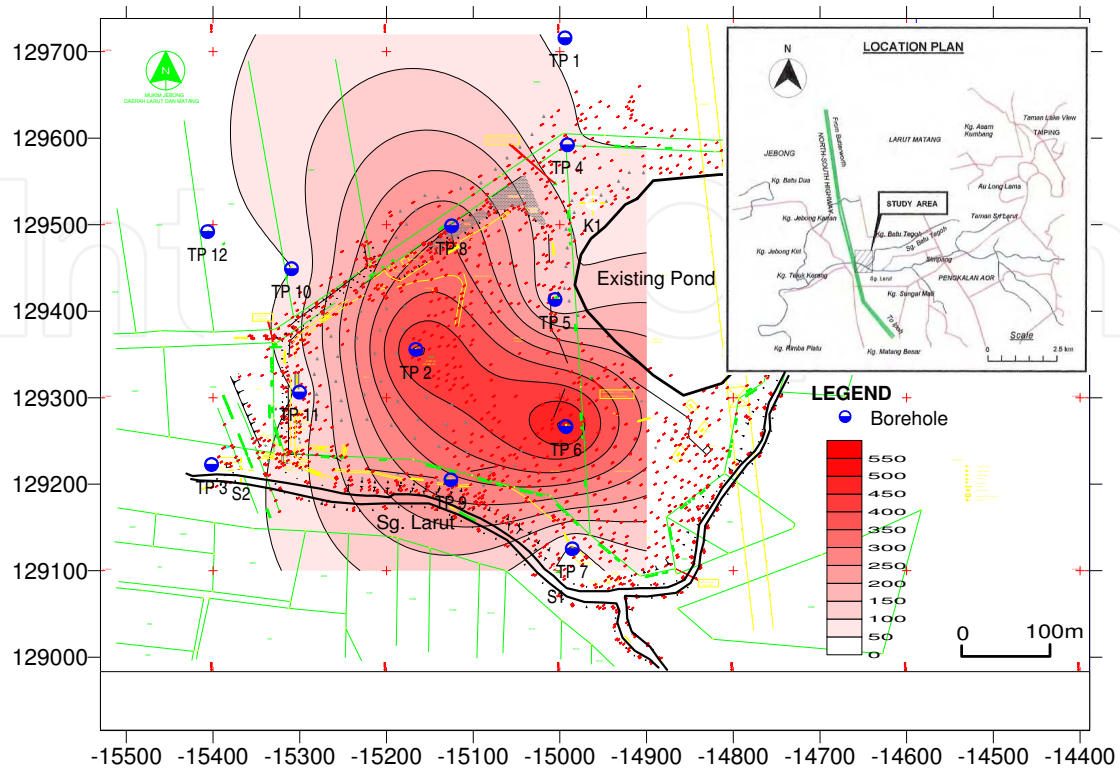 129700
129600
129500
129400
129300
129200
129100
129000
-15500
-15400
-15300
-15200
-15100
-15000
-14900
-14800
-14700
-14600
-14500
-14400
MUKIM JEBONG
DAERAH LARUT DAN MATANG
TP 1
TP 4
TP 8
K1
TP 12
TP 10
Existing Pond
TP 5
TP 2
TP 11
TP 6
TP 3
S2
TP 9
Sg. Larut
TP 7
S1
LOCATION PLAN
N
From Butterworth
NORTH-SOUTH HIGHWAY
To Ipoh
LARUT MATANG
Kg. Asam
Kumbang
Taman Lake View
TAIPING
JEBONG
Kg. Batu Dua
Au Long Lama
STUDY AREA
Taman Sri Larut
Kg. Jebong Kanan
Kg. Batu Tegoh
Sg. Batu Tegoh
Kg. Jebong Kiri
Simpang
Kg. Teluk Kerang
Sg. Larut
PENGKALAN AOR
Kg. Sungai Mati
Kg. Rimba Platu
Kg. Matang Besar
Scale
0
2.5 km
LEGEND
Borehole
550
500
450
400
350
300
250
200
150
100
50
0
0
100m